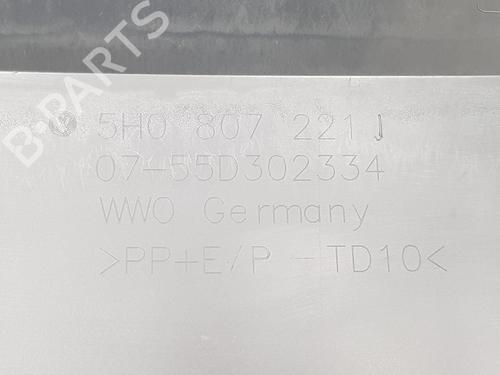 B-PARTS
5H0 807 221 J
07-55D302334
WWO Germany
>PP+E/P -TD10<